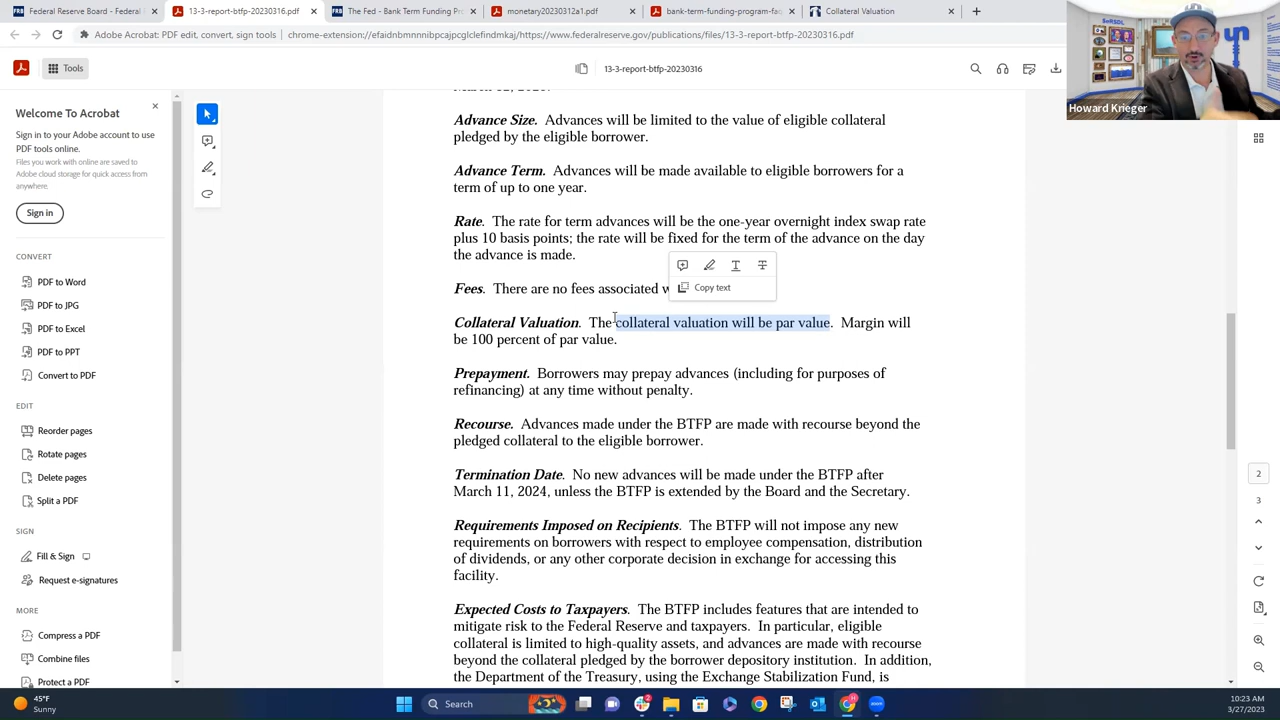 Federal Reserve Board - Federal
13-3-report-btfp-20230316.pdf
The Fed - Bank Term Funding Pro
monetary20230312a1.pdf
bank-term-funding-program-faq
Collateral Valuation
Adobe Acrobat: PDF edit, convert, sign tools
chrome-extension://efaidnbmnnnibpcajpcglclefindmkaj/https://www.federalreserve.gov/publications/files/13-3-report-btfp-20230316.pdf
Tools
13-3-report-btfp-20230316
Howard Krieger
Welcome To Acrobat
Sign in to your Adobe account to use
PDF tools online.
Files you work with online are saved to
Adobe cloud storage for quick access from
anywhere.
Sign in
CONVERT
PDF to Word
PDF to JPG
PDF to Excel
PDF to PPT
Convert to PDF
EDIT
Reorder pages
Rotate pages
Delete pages
Split a PDF
SIGN
Fill & Sign
Request e-signatures
MORE
Compress a PDF
Combine files
Protect a PDF
Advance Size. Advances will be limited to the value of eligible collateral
pledged by the eligible borrower.
Advance Term. Advances will be made available to eligible borrowers for a
term of up to one year.
Rate. The rate for term advances will be the one-year overnight index swap rate
plus 10 basis points; the rate will be fixed for the term of the advance on the day
the advance is made.
Fees. There are no fees associated w
Copy text
Collateral Valuation. The collateral valuation will be par value. Margin will
be 100 percent of par value.
Prepayment. Borrowers may prepay advances (including for purposes of
refinancing) at any time without penalty.
Recourse. Advances made under the BTFP are made with recourse beyond the
pledged collateral to the eligible borrower.
Termination Date. No new advances will be made under the BTFP after
March 11, 2024, unless the BTFP is extended by the Board and the Secretary.
Requirements Imposed on Recipients. The BTFP will not impose any new
requirements on borrowers with respect to employee compensation, distribution
of dividends, or any other corporate decision in exchange for accessing this
facility.
Expected Costs to Taxpayers. The BTFP includes features that are intended to
mitigate risk to the Federal Reserve and taxpayers. In particular, eligible
collateral is limited to high-quality assets, and advances are made with recourse
beyond the collateral pledged by the borrower depository institution. In addition,
the Department of the Treasury, using the Exchange Stabilization Fund, is
2
3
45°F
Sunny
Search
10:23 AM
3/27/2023